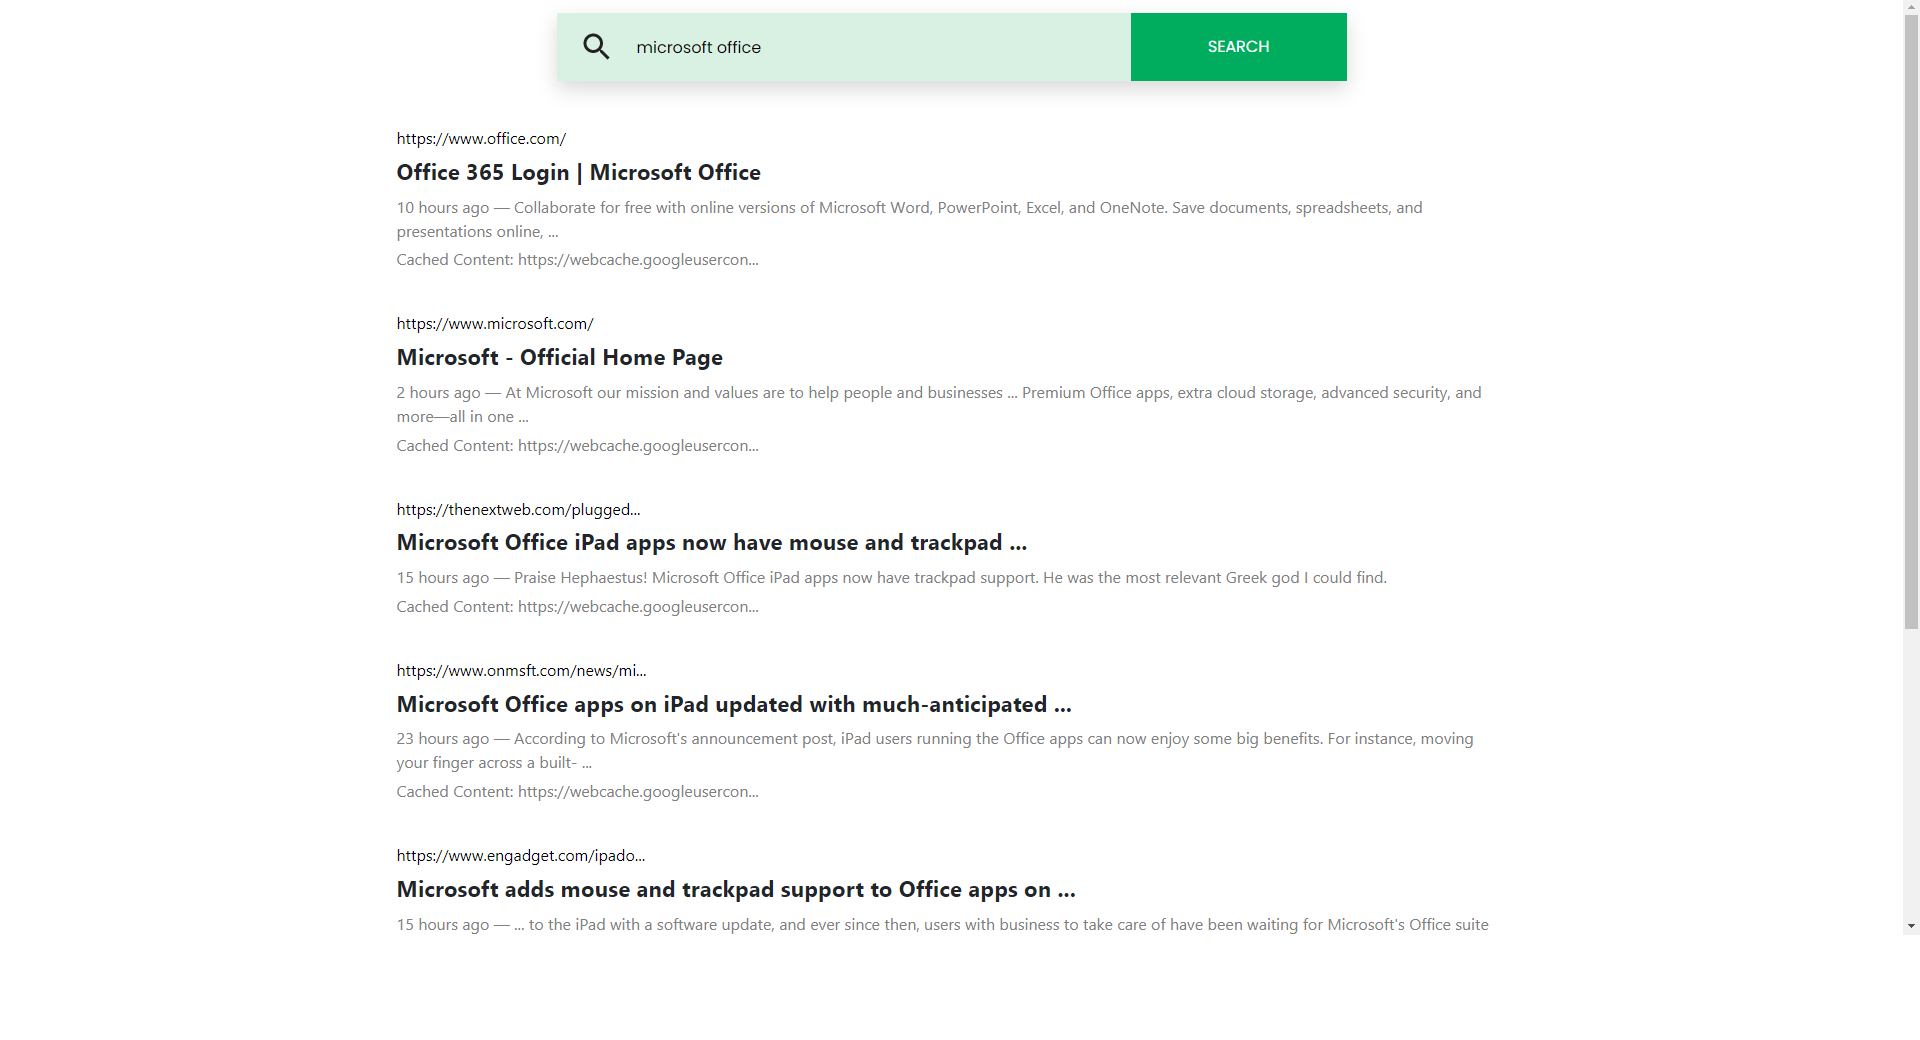 microsoft office
SEARCH
https://www.office.com/
Office 365 Login | Microsoft Office
10 hours ago — Collaborate for free with online versions of Microsoft Word, PowerPoint, Excel, and OneNote. Save documents, spreadsheets, and
presentations online, ...
Cached Content: https://webcache.googleusercon...
https://www.microsoft.com/
Microsoft - Official Home Page
2 hours ago — At Microsoft our mission and values are to help people and businesses ... Premium Office apps, extra cloud storage, advanced security, and
more—all in one ...
Cached Content: https://webcache.googleusercon...
https://thenextweb.com/plugged...
Microsoft Office iPad apps now have mouse and trackpad ...
15 hours ago — Praise Hephaestus! Microsoft Office iPad apps now have trackpad support. He was the most relevant Greek god I could find.
Cached Content: https://webcache.googleusercon...
https://www.onmsft.com/news/mi...
Microsoft Office apps on iPad updated with much-anticipated ...
23 hours ago — According to Microsoft's announcement post, iPad users running the Office apps can now enjoy some big benefits. For instance, moving
your finger across a built- ...
Cached Content: https://webcache.googleusercon...
https://www.engadget.com/ipado...
Microsoft adds mouse and trackpad support to Office apps on ...
15 hours ago — ... to the iPad with a software update, and ever since then, users with business to take care of have been waiting for Microsoft's Office suite